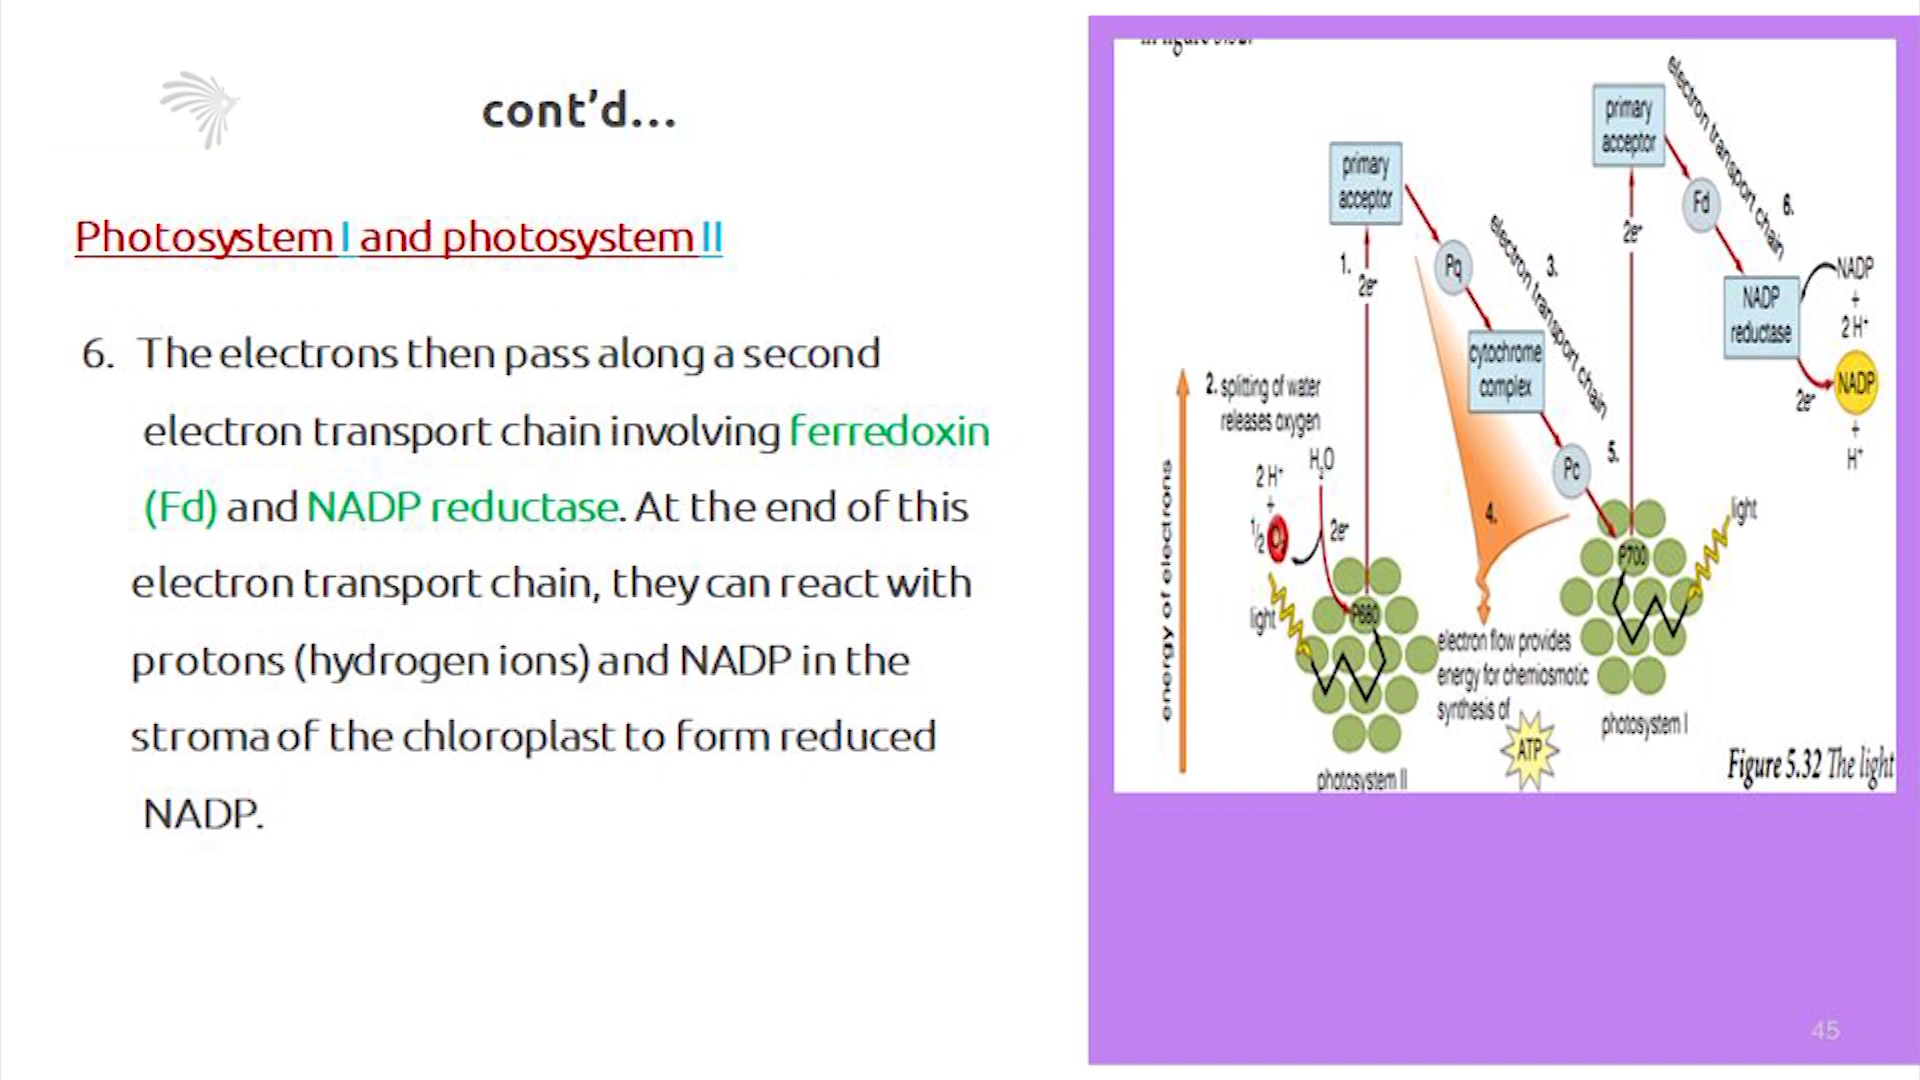 cont’d...
Photosystem I and photosystem II
6. The electrons then pass along a second
electron transport chain involving ferredoxin
(Fd) and NADP reductase. At the end of this
electron transport chain, they can react with
protons (hydrogen ions) and NADP in the
stroma of the chloroplast to form reduced
NADP.
primary
acceptor
electron transport chain
6.
Fd
2e⁻
NADP
reductase
NADP
+
2 H⁺
NADP
2e⁻
+
H⁺
primary
acceptor
1.
2e⁻
Pq
electron transport chain
3.
cytochrome
complex
Pc
5.
4.
2. splitting of water
releases oxygen
H₂O
2 H⁺
+
½ O₂
2e⁻
light
P680
P700
light
energy of electrons
electron flow provides
energy for chemiosmotic
synthesis of
ATP
photosystem II
photosystem I
Figure 5.32 The light
45